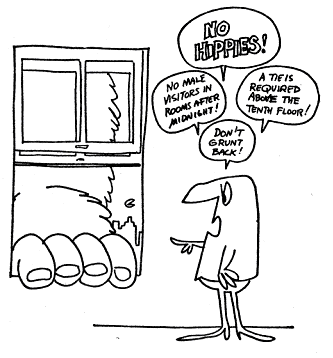 NO
HIPPIES!
NO MALE
VISITORS IN
ROOMS AFTER
MIDNIGHT!
A TIE IS
REQUIRED
ABOVE THE
TENTH FLOOR!
DON'T
GRUNT
BACK!